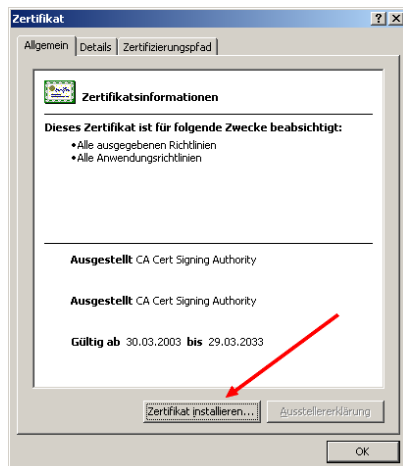 Zertifikat
Allgemein Details Zertifizierungspfad
Zertifikatsinformationen
Dieses Zertifikat ist für folgende Zwecke beabsichtigt:
•Alle ausgegebenen Richtlinien
•Alle Anwendungsrichtlinien
Ausgestellt CA Cert Signing Authority
Ausgestellt CA Cert Signing Authority
Gültig ab 30.03.2003 bis 29.03.2033
Zertifikat installieren... Ausstellererklärung
OK